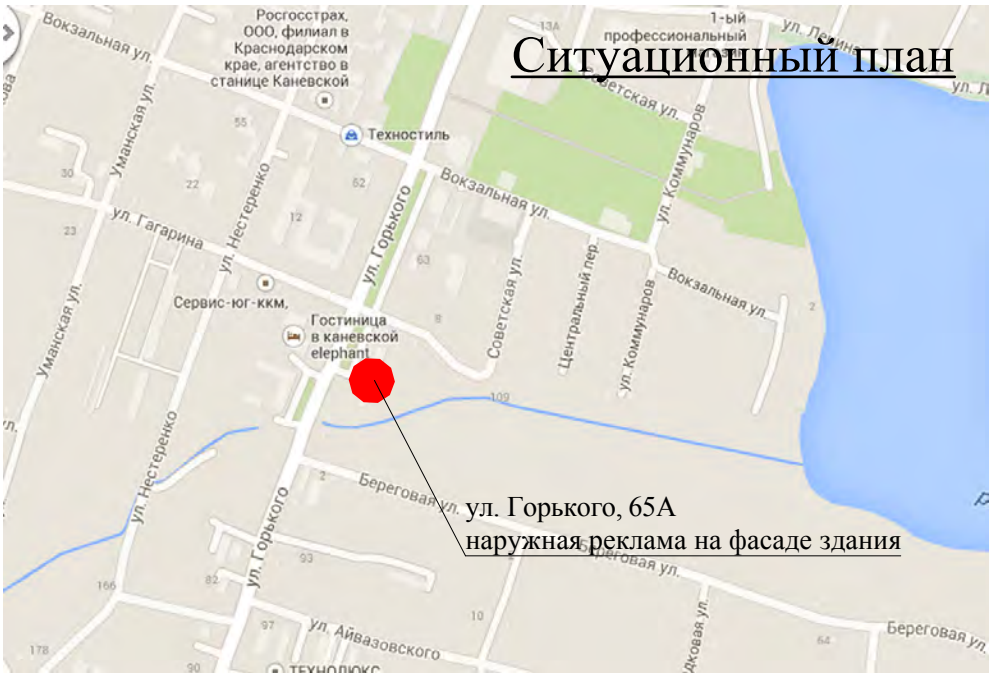 Ситуационный план
Росгосстрах,
ООО, филиал в
Краснодарском
крае, агентство в
станице Каневской
Вокзальная ул.
13А
1-ый
профессиональный
ул. Ленина
Советская ул.
Уманская ул.
55
Техностиль
30
22
62
Вокзальная ул.
ул. Коммунаров
ул. Гагарина
12
ул. Нестеренко
ул. Горького
23
63
Сервис-юг-ккм,
Гостиница
в каневской
elephant
8
Советская ул.
Центральный пер.
ул. Коммунаров
Вокзальная ул.
2
Уманская ул.
109
ул. Нестеренко
2
Береговая ул.
ул. Горького, 65А
наружная реклама на фасаде здания
ул. Горького
93
Береговая ул.
82
166
10
97
ул. Айвазовского
64
Береговая ул.
178
90
ТЕХНОЛЮКС